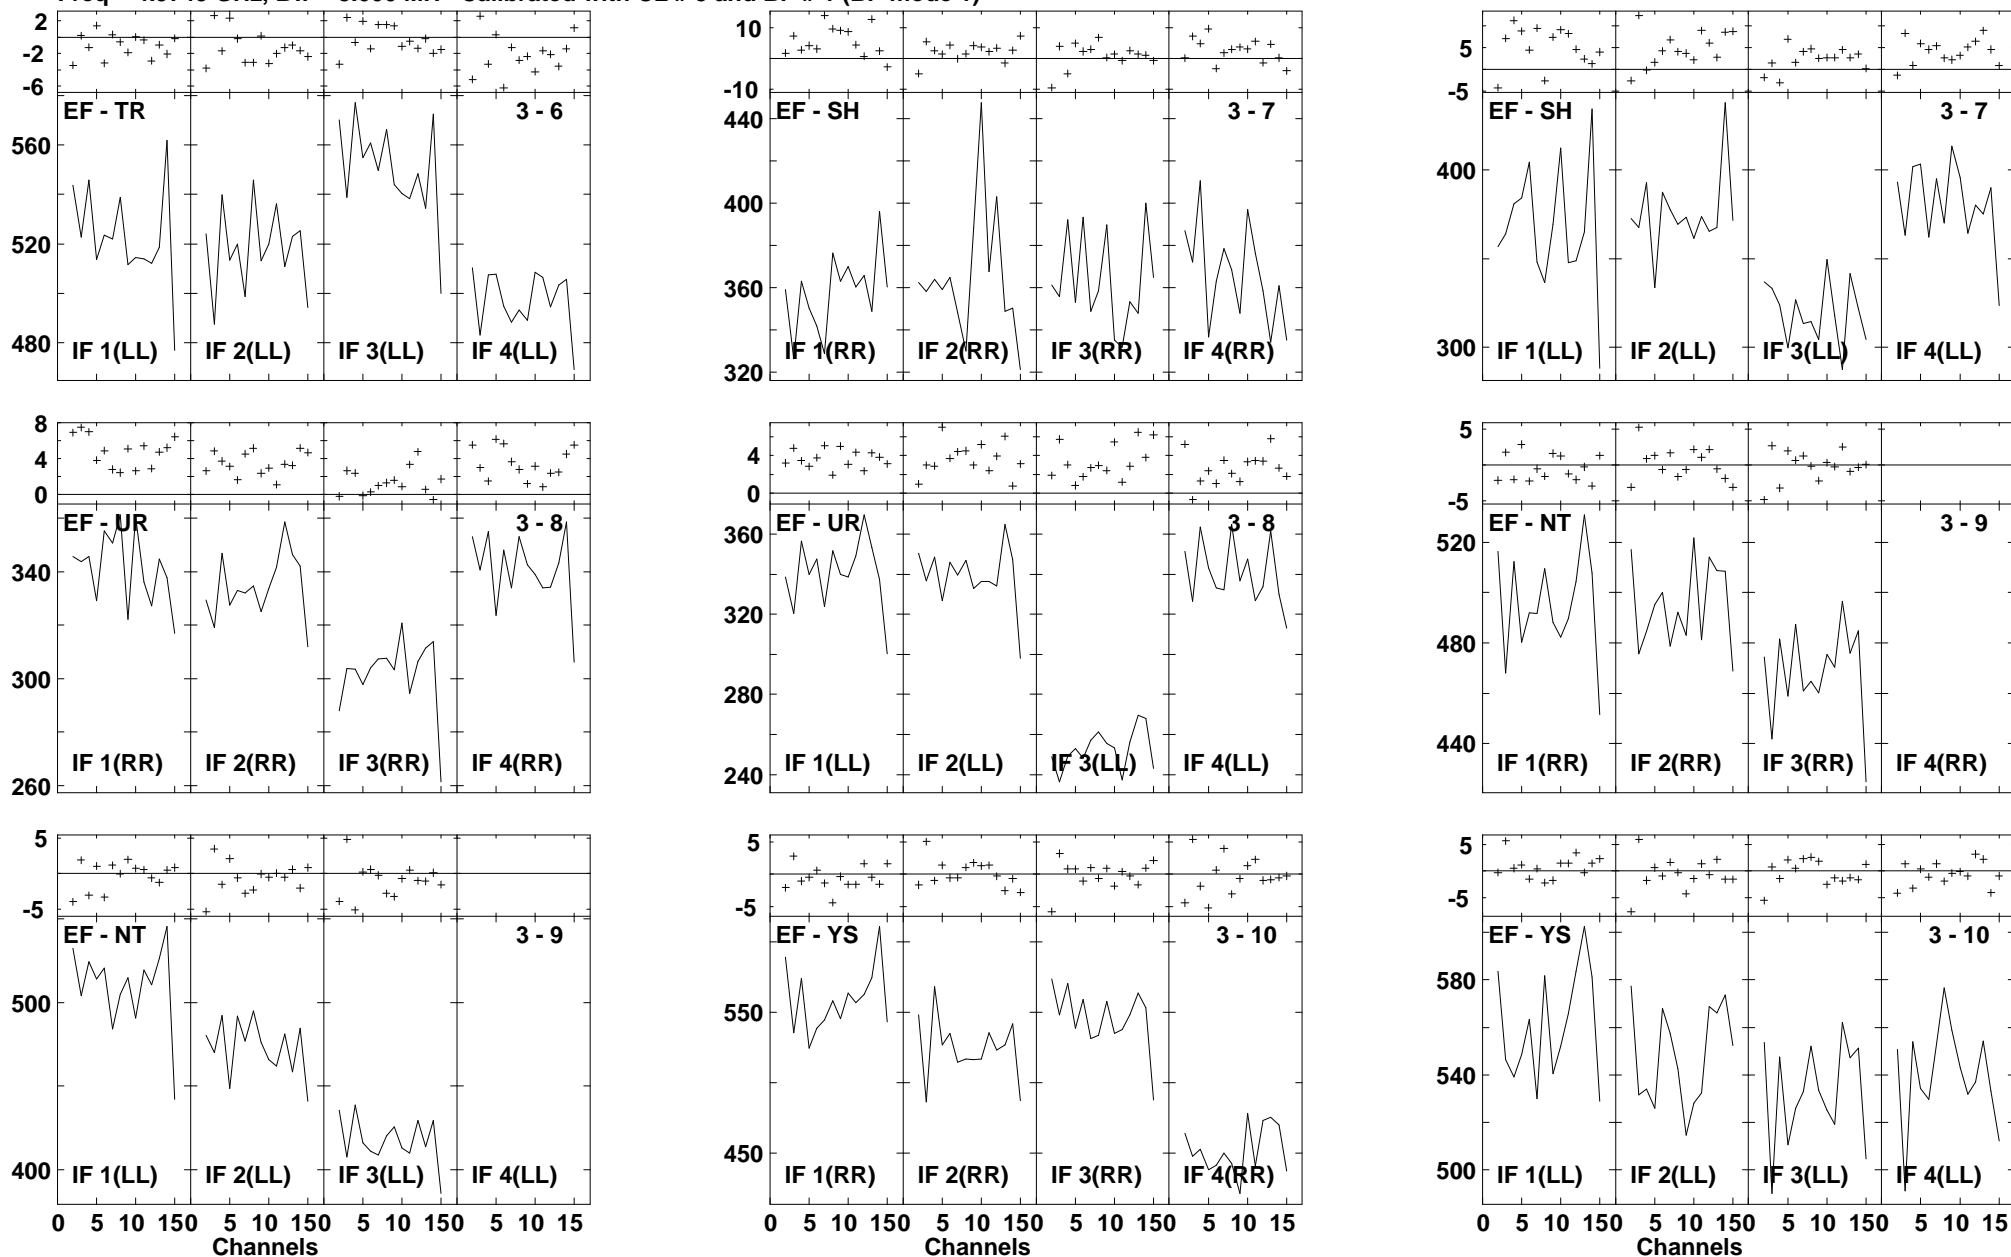 2
-2
-6
10
-10
5
-5
EF - TR 3 - 6
560
520
480
IF 1(LL) IF 2(LL) IF 3(LL) IF 4(LL)
EF - SH 3 - 7
440
400
360
320
IF 1(RR) IF 2(RR) IF 3(RR) IF 4(RR)
EF - SH 3 - 7
400
300
IF 1(LL) IF 2(LL) IF 3(LL) IF 4(LL)
8
4
0
EF - UR 3 - 8
340
300
260
IF 1(RR) IF 2(RR) IF 3(RR) IF 4(RR)
4
0
EF - UR 3 - 8
360
320
280
240
IF 1(LL) IF 2(LL) IF 3(LL) IF 4(LL)
5
-5
EF - NT 3 - 9
520
480
440
IF 1(RR) IF 2(RR) IF 3(RR) IF 4(RR)
5
-5
EF - NT 3 - 9
500
400
IF 1(LL) IF 2(LL) IF 3(LL) IF 4(LL)
0 5 10 150 5 10 150 5 10 150 5 10 15
Channels
5
-5
EF - YS 3 - 10
550
450
IF 1(RR) IF 2(RR) IF 3(RR) IF 4(RR)
0 5 10 150 5 10 150 5 10 150 5 10 15
Channels
5
-5
EF - YS 3 - 10
580
540
500
IF 1(LL) IF 2(LL) IF 3(LL) IF 4(LL)
0 5 10 150 5 10 150 5 10 150 5 10 15
Channels